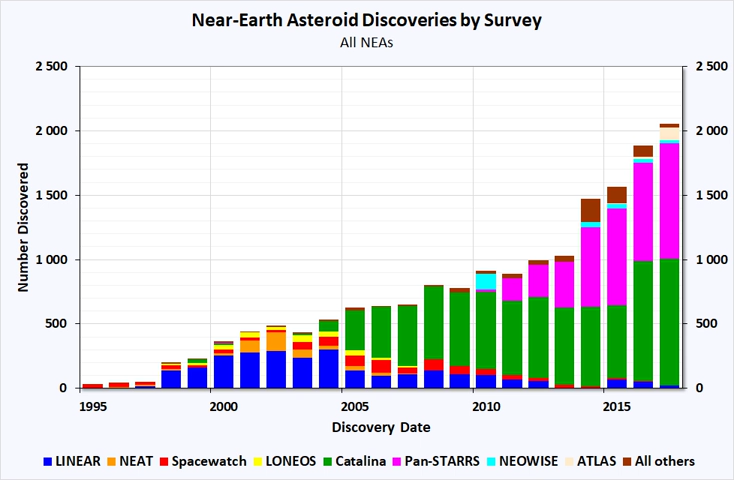 Near-Earth Asteroid Discoveries by Survey
All NEAs
2 500 2 500
2 000 2 000
1 500 1 500
1 000 1 000
500 500
0 0
Number Discovered
1995 2000 2005 2010 2015
Discovery Date
LINEAR NEAT Spacewatch LONEOS Catalina Pan-STARRS NEOWISE ATLAS All others